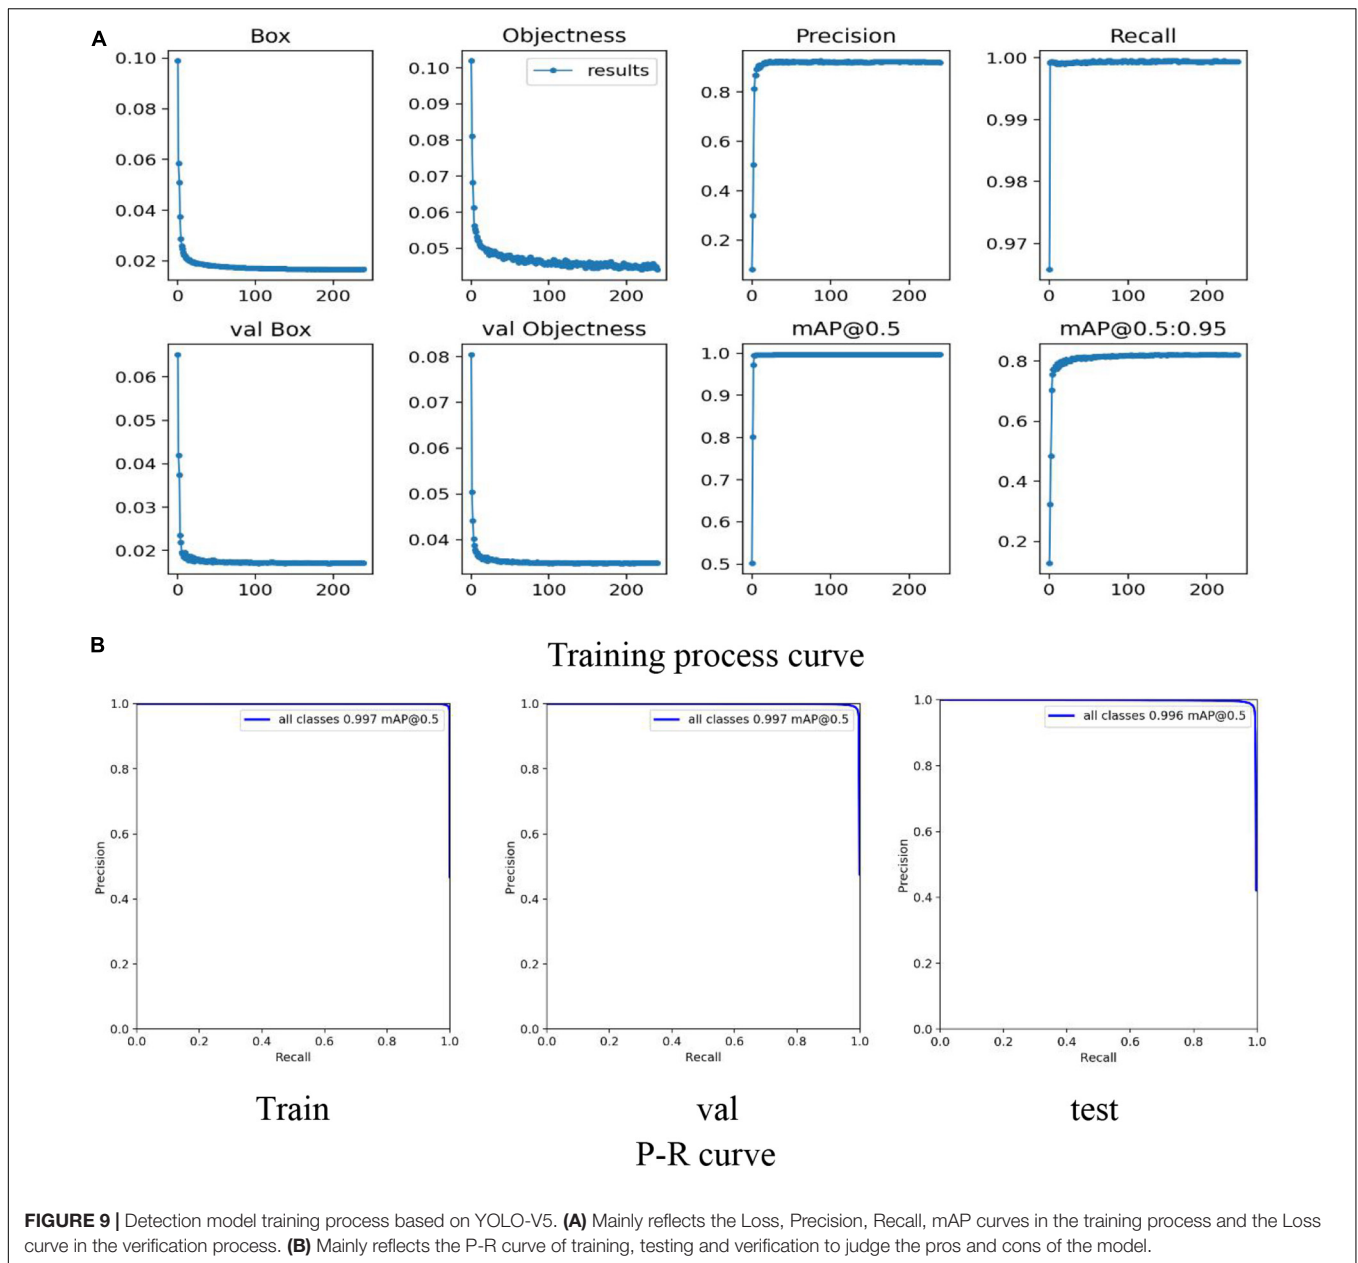 A
Box
Objectness
Precision
Recall
0.10
0.08
0.06
0.04
0.02
0
100
200
results
0.10
0.09
0.08
0.07
0.06
0.05
0
100
200
0.8
0.6
0.4
0.2
0
100
200
1.00
0.99
0.98
0.97
0
100
200
val Box
val Objectness
mAP@0.5
mAP@0.5:0.95
0.06
0.05
0.04
0.03
0.02
0
100
200
0.08
0.07
0.06
0.05
0.04
0
100
200
1.0
0.9
0.8
0.7
0.6
0.5
0
100
200
0.8
0.6
0.4
0.2
0
100
200
Training process curve
B
all classes 0.997 mAP@0.5
1.0
0.8
0.6
0.4
0.2
0.0
Precision
0.0 0.2 0.4 0.6 0.8 1.0
Recall
Train
all classes 0.997 mAP@0.5
1.0
0.8
0.6
0.4
0.2
0.0
Precision
0.0 0.2 0.4 0.6 0.8 1.0
Recall
val
all classes 0.996 mAP@0.5
1.0
0.8
0.6
0.4
0.2
0.0
Precision
0.0 0.2 0.4 0.6 0.8 1.0
Recall
test
P-R curve
FIGURE 9 | Detection model training process based on YOLO-V5. (A) Mainly reflects the Loss, Precision, Recall, mAP curves in the training process and the Loss
curve in the verification process. (B) Mainly reflects the P-R curve of training, testing and verification to judge the pros and cons of the model.